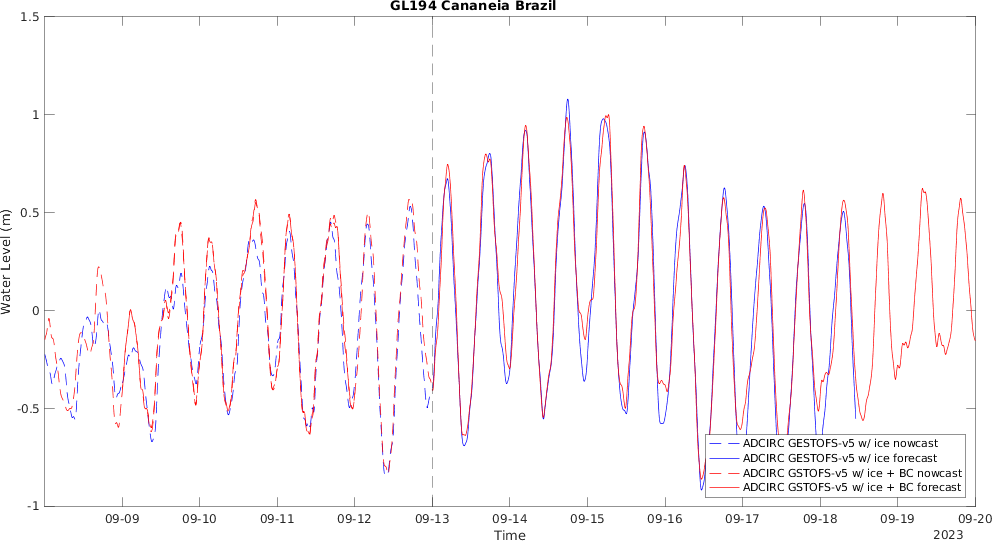 GL194 Cananeia Brazil
1.5
1
0.5
0
-0.5
-1
Water Level (m)
ADCIRC GESTOFS-v5 w/ ice nowcast
ADCIRC GESTOFS-v5 w/ ice forecast
ADCIRC GSTOFS-v5 w/ ice + BC nowcast
ADCIRC GSTOFS-v5 w/ ice + BC forecast
09-09 09-10 09-11 09-12 09-13 09-14 09-15 09-16 09-17 09-18 09-19 09-20
Time
2023